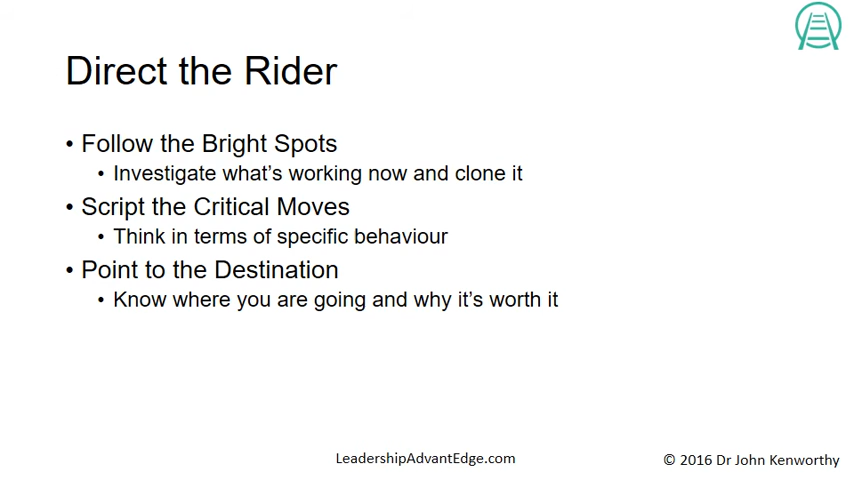 Direct the Rider
• Follow the Bright Spots
• Investigate what's working now and clone it
• Script the Critical Moves
• Think in terms of specific behaviour
• Point to the Destination
• Know where you are going and why it's worth it
LeadershipAdvantEdge.com
© 2016 Dr John Kenworthy